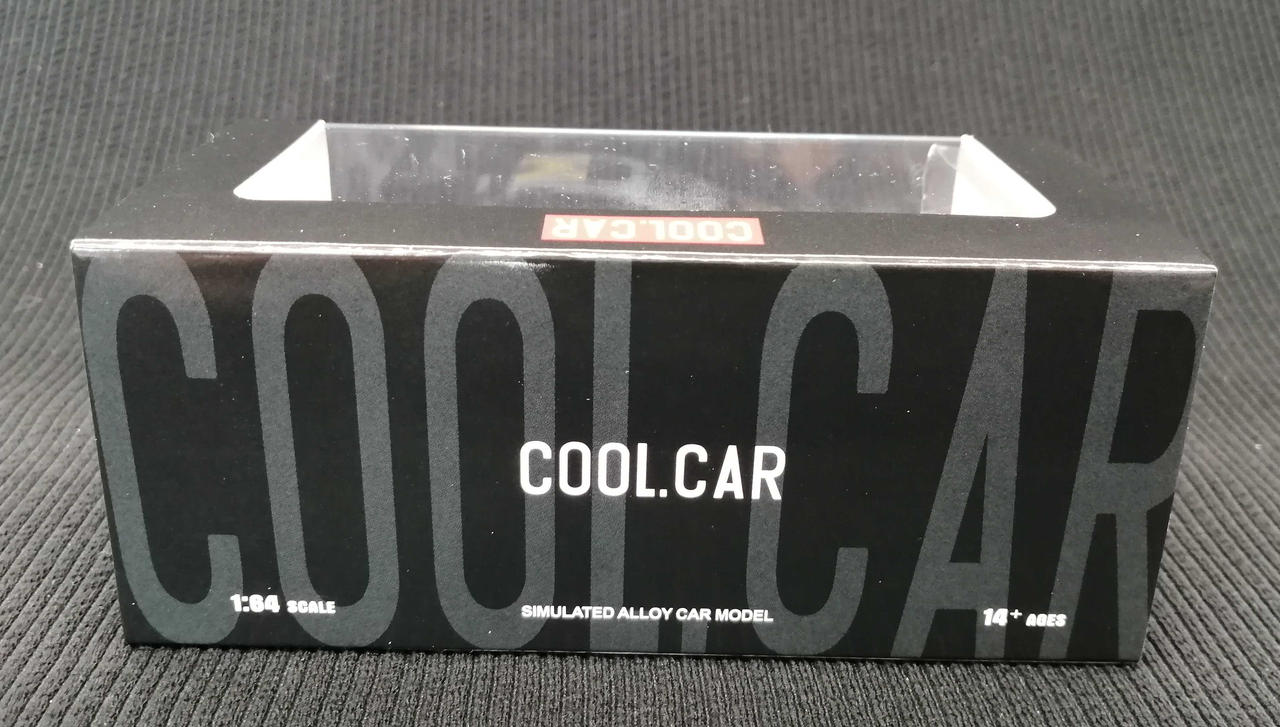 COOL.CAR
COOL.CAR
COOL.CAR
1:64 SCALE
SIMULATED ALLOY CAR MODEL
14+ AGES